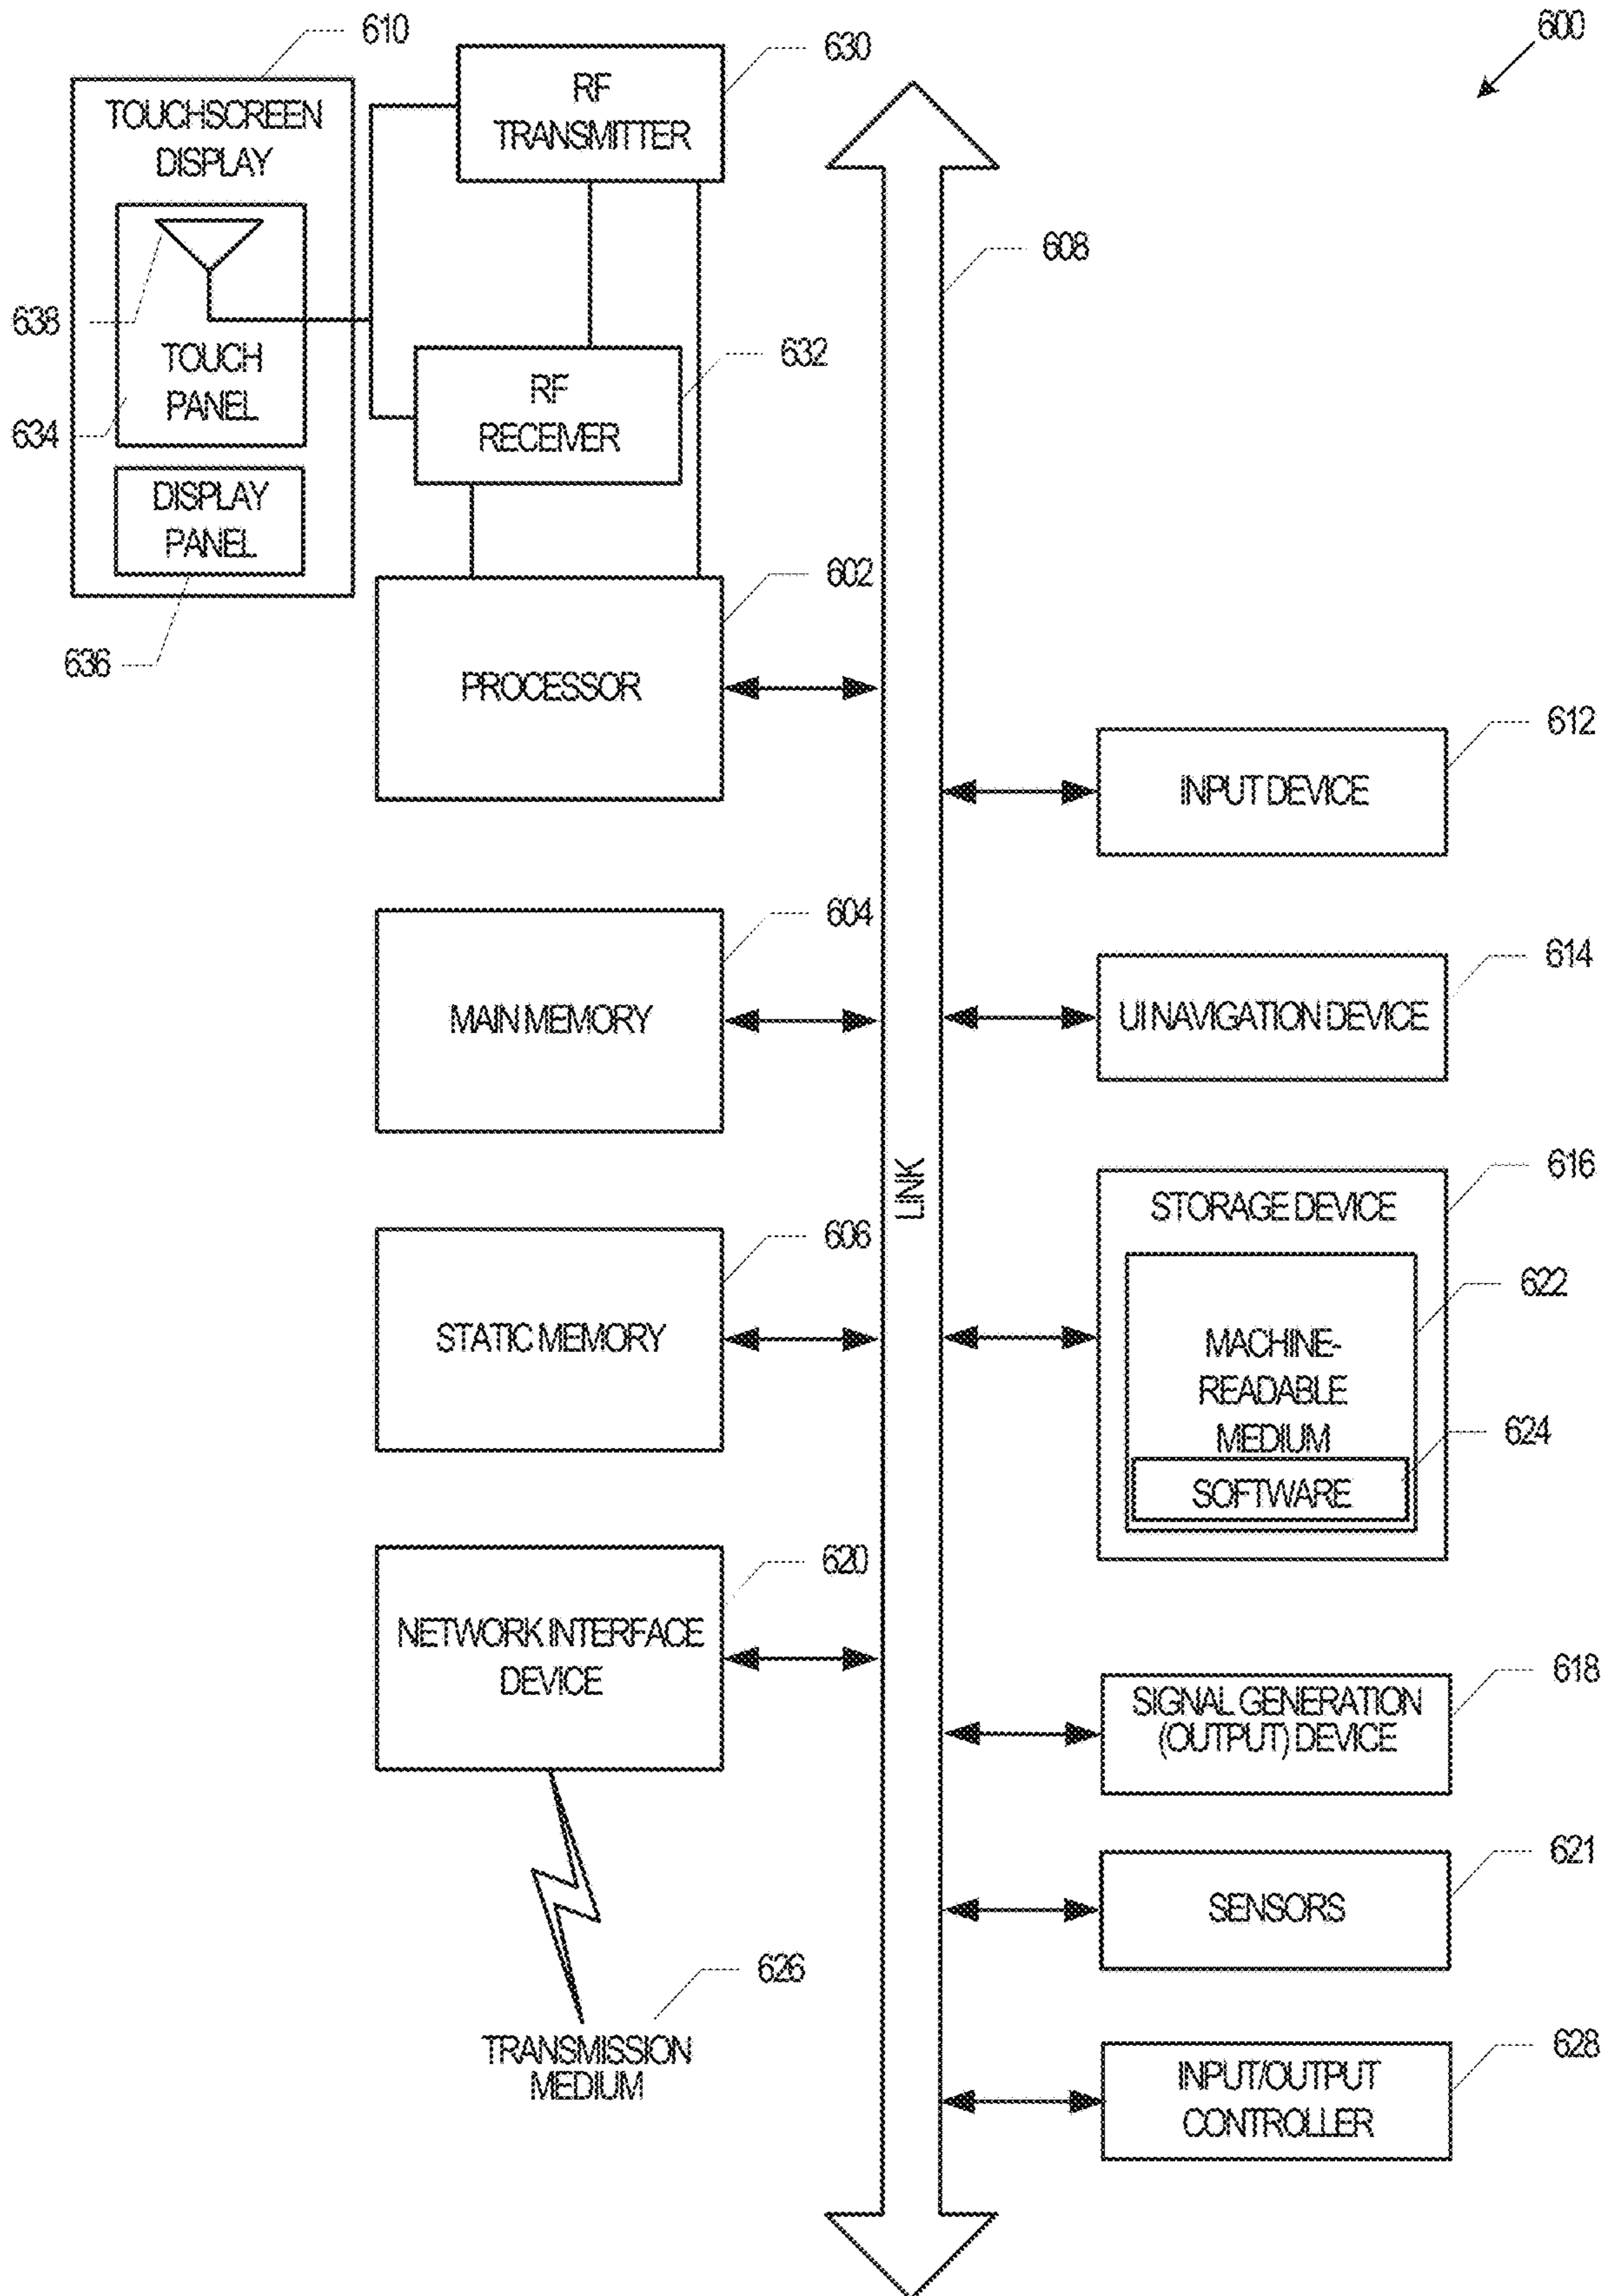 600
610
630
TOUCHSCREEN
DISPLAY
RF
TRANSMITTER
608
638
TOUCH
PANEL
634
632
RF
RECEIVER
DISPLAY
PANEL
636
602
PROCESSOR
612
INPUT DEVICE
604
MAIN MEMORY
614
UI NAVIGATION DEVICE
LINK
606
STATIC MEMORY
616
STORAGE DEVICE
622
MACHINE-
READABLE
MEDIUM
624
SOFTWARE
620
NETWORK INTERFACE
DEVICE
618
SIGNAL GENERATION
(OUTPUT) DEVICE
621
SENSORS
626
TRANSMISSION
MEDIUM
628
INPUT/OUTPUT
CONTROLLER